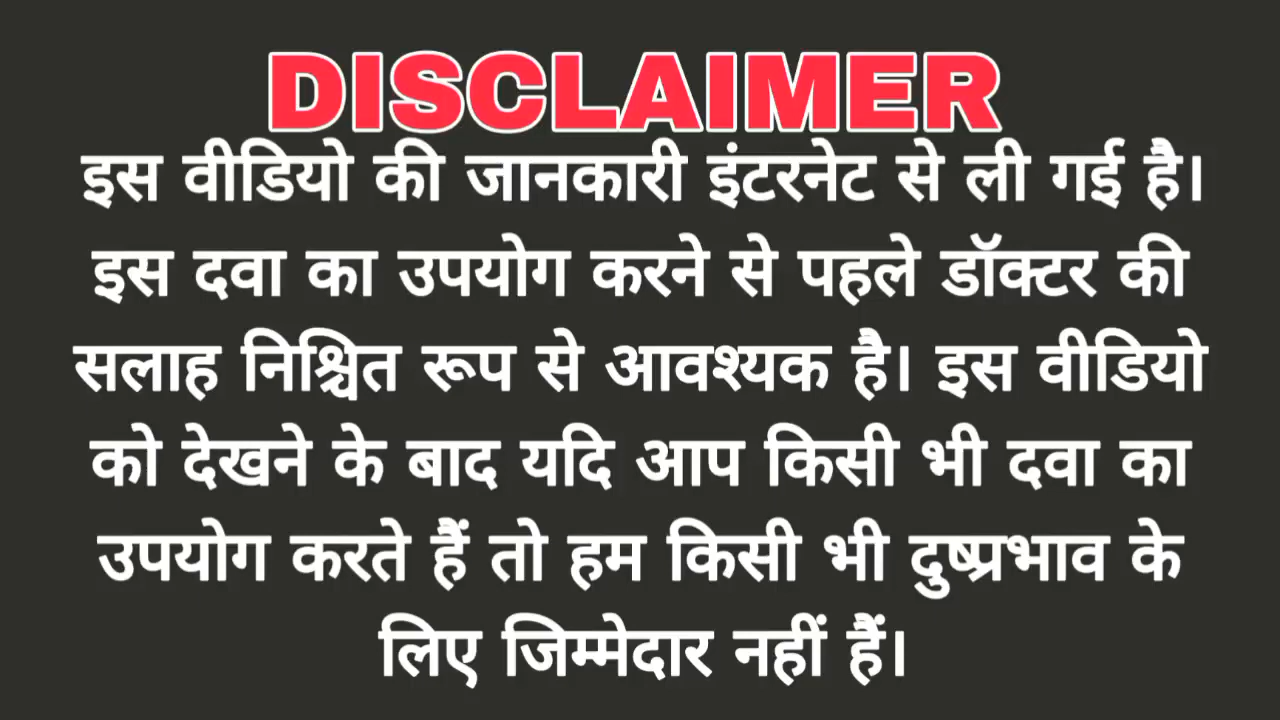 DISCLAIMER
इस वीडियो की जानकारी इंटरनेट से ली गई है।
इस दवा का उपयोग करने से पहले डॉक्टर की
सलाह निश्चित रूप से आवश्यक है। इस वीडियो
को देखने के बाद यदि आप किसी भी दवा का
उपयोग करते हैं तो हम किसी भी दुष्प्रभाव के
लिए जिम्मेदार नहीं हैं।